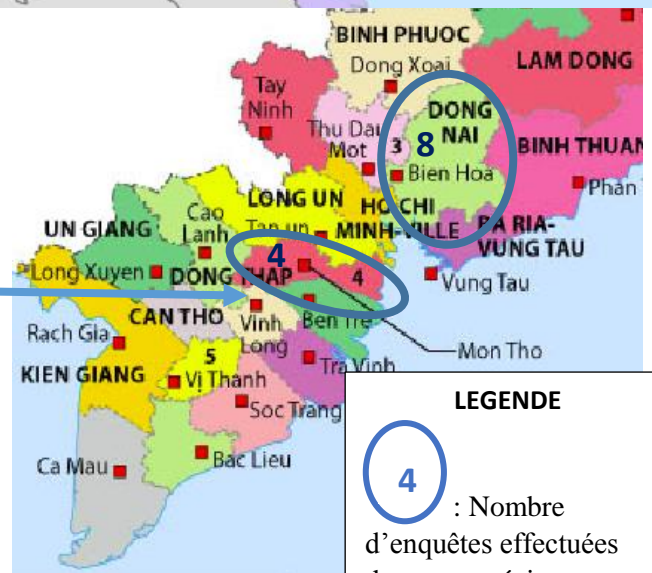 BINH PHUOC
Dong Xoai
LAM DONG
Tay
Ninh
DONG
NAI
Thu Dau
Mot
3
8
BINH THUAN
Bien Hoa
Phan
LONG UN
HO CHI
MINH-VILLE
BA RIA-
VUNG TAU
Cao
Lanh
Tan un
UN GIANG
4
Long Xuyen
DONG THAP
4
Vung Tau
CAN THO
Vinh
Long
Ben Tre
Rach Gia
Mon Tho
5
Tra Vinh
KIEN GIANG
Vị Thanh
Soc Trang
Ca Mau
Bac Lieu
LEGENDE
4
: Nombre
d’enquêtes effectuées